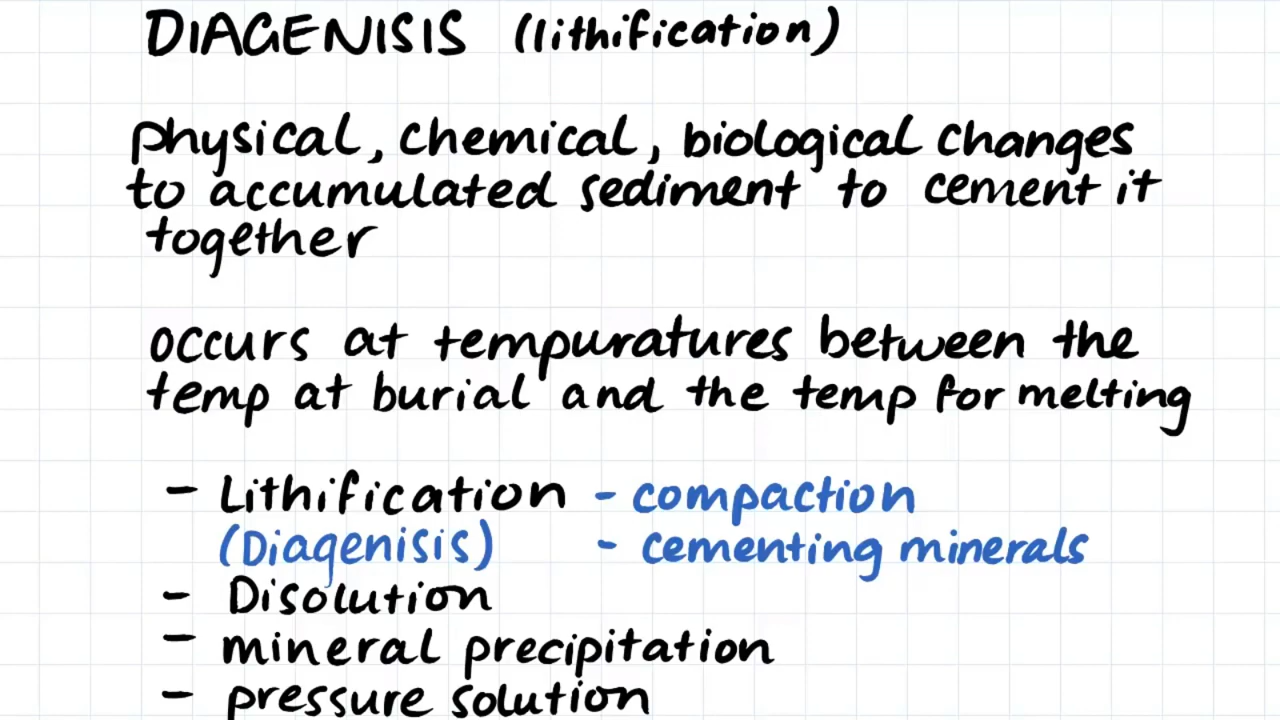 DIAGENISIS (lithification)
physical, chemical, biological changes
to accumulated sediment to cement it
together
occurs at tempuratures between the
temp at burial and the temp for melting
- Lithification - compaction
(Diagenisis) - cementing minerals
- Disolution
- mineral precipitation
- pressure solution